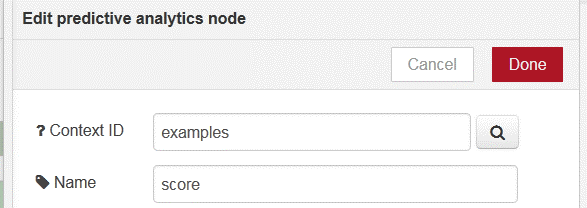 Edit predictive analytics node
Cancel Done
? Context ID examples
Name score